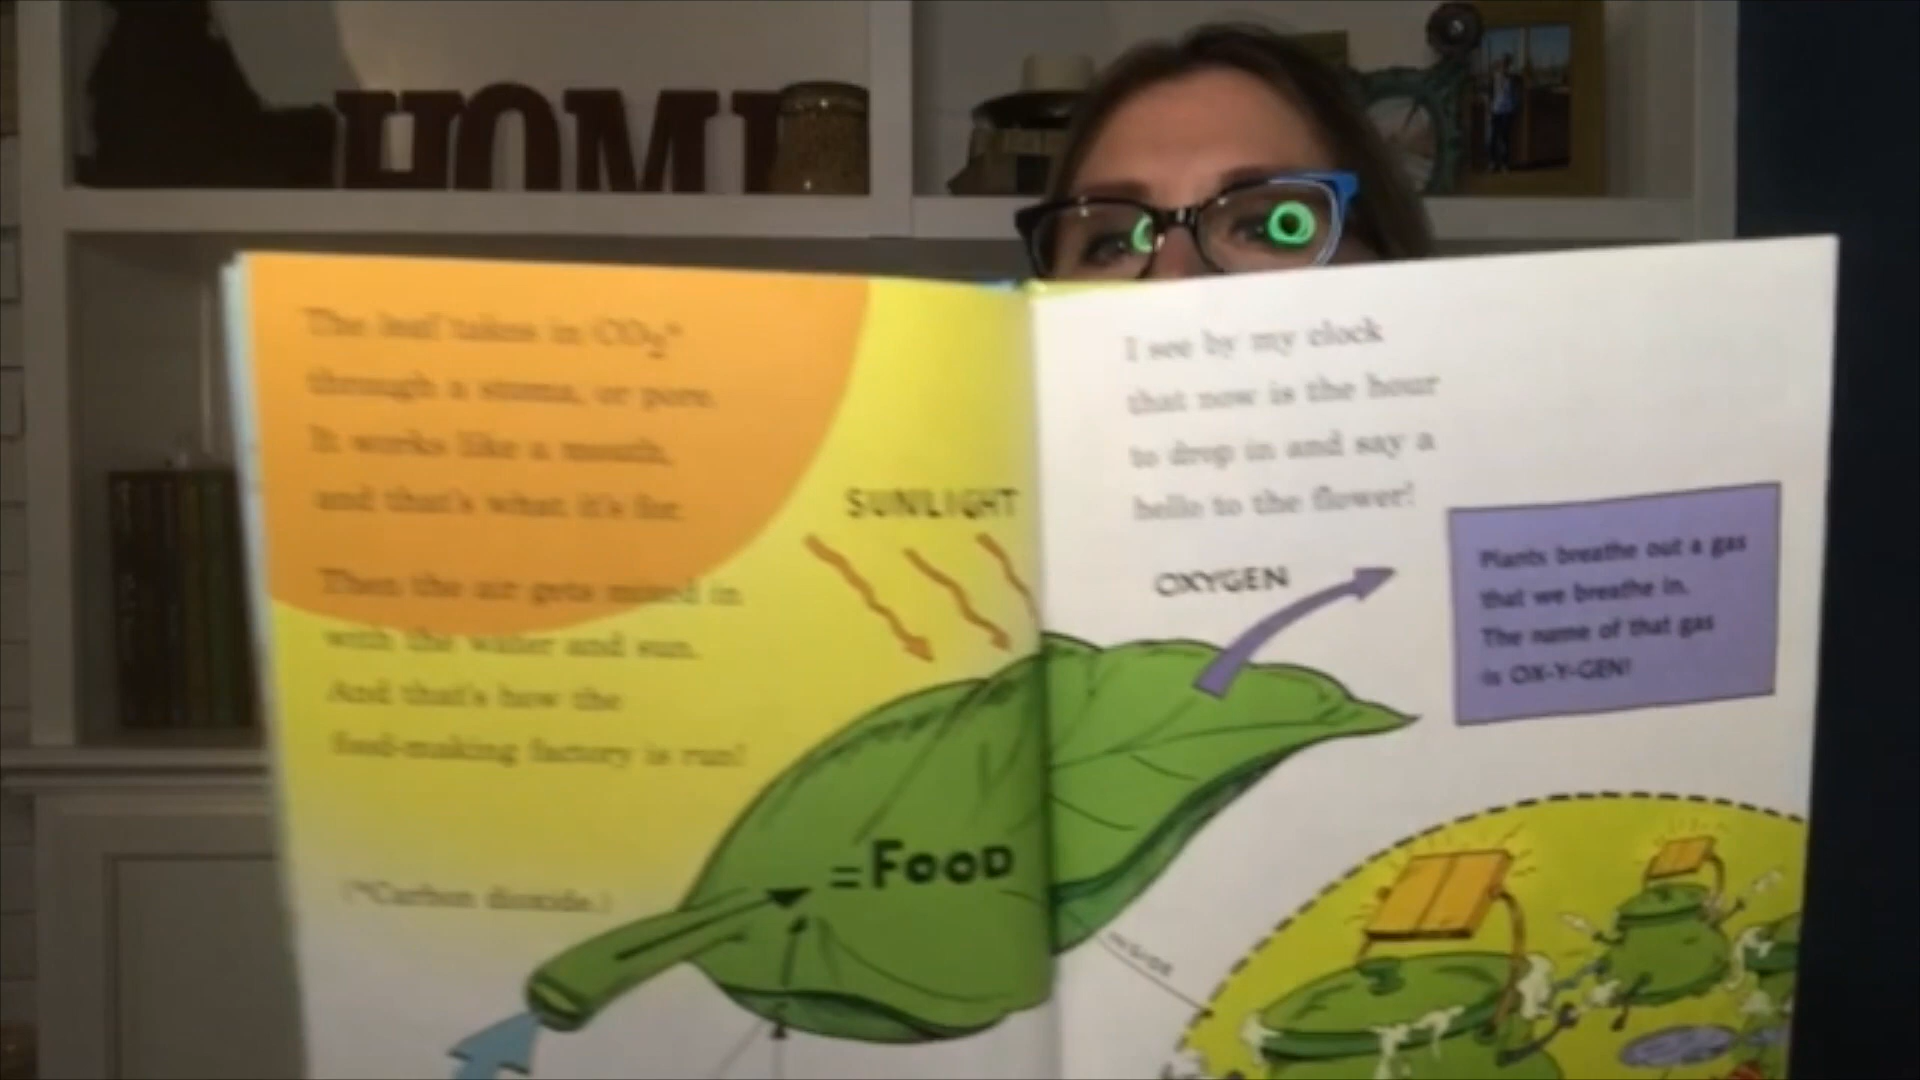 HOME
The leaf takes in CO2*
through a stoma, or pore.
It works like a mouth,
and that's what it's for.
Then the air gets mixed in
with the water and sun.
And that's how the
food-making factory is run!
(*Carbon dioxide.)
SUNLIGHT
= FOOD
I see by my clock
that now is the hour
to drop in and say a
hello to the flower!
OXYGEN
Plants breathe out a gas
that we breathe in.
The name of that gas
is OX-Y-GEN!
INSIDE